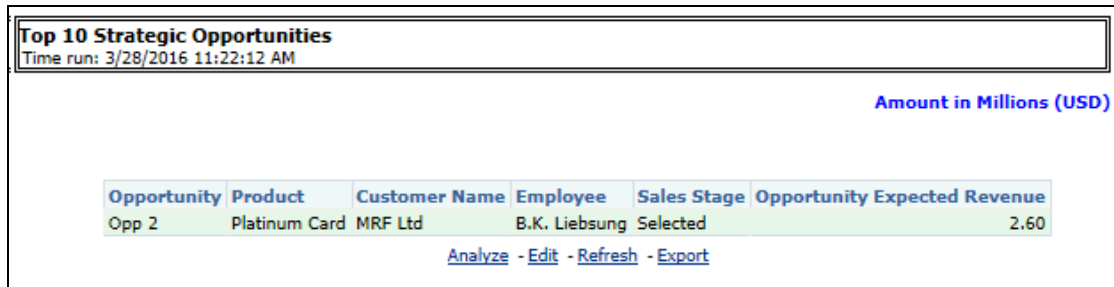 Top 10 Strategic Opportunities
Time run: 3/28/2016 11:22:12 AM
Amount in Millions (USD)
Opportunity Product Customer Name Employee Sales Stage Opportunity Expected Revenue
Opp 2 Platinum Card MRF Ltd B.K. Liebsung Selected 2.60
Analyze - Edit - Refresh - Export